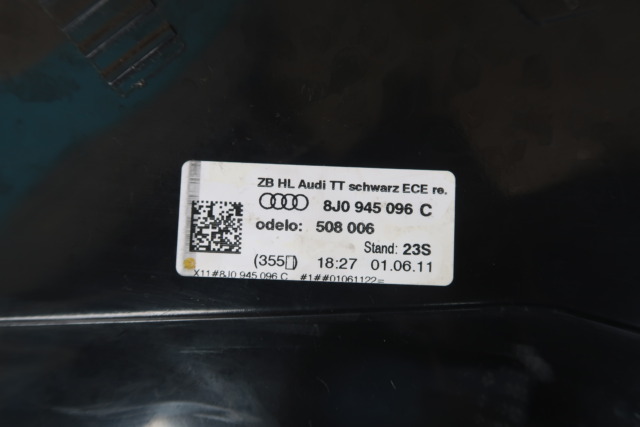 ZB HL Audi TT schwarz ECE re.
8J0 945 096 C
odelo: 508 006
Stand: 23S
(355▯) 18:27 01.06.11
X11#8J0 945 096 C #1##01061122=